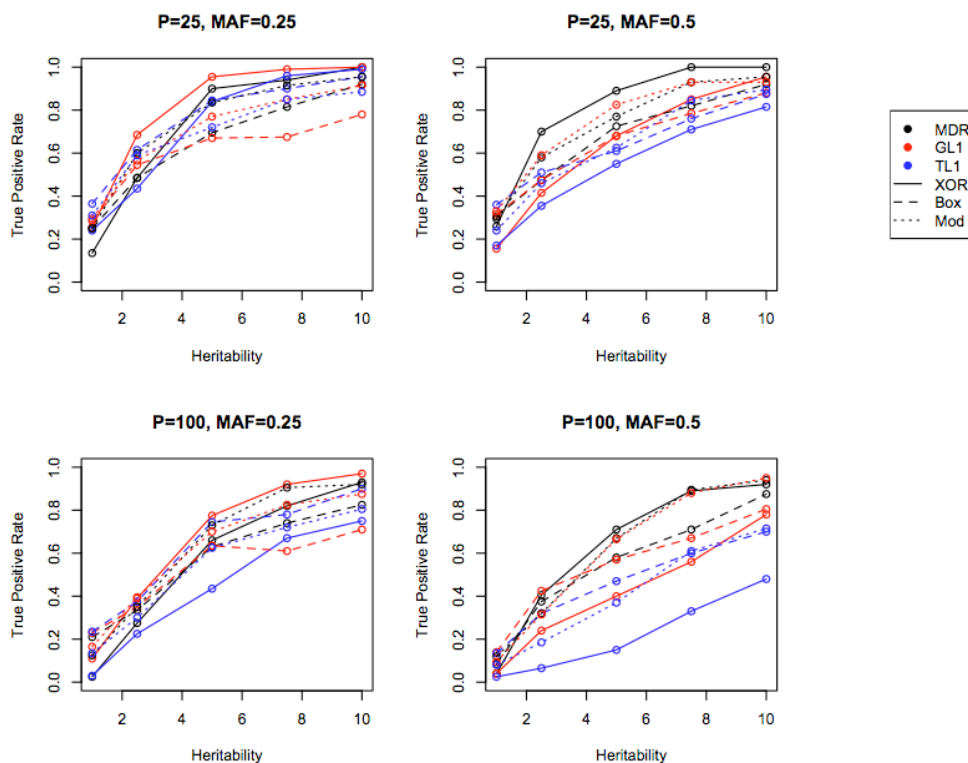 P=25, MAF=0.25
True Positive Rate
0.0 0.2 0.4 0.6 0.8 1.0
2 4 6 8 10
Heritability
P=25, MAF=0.5
True Positive Rate
0.0 0.2 0.4 0.6 0.8 1.0
2 4 6 8 10
Heritability
MDR
GL1
TL1
XOR
Box
Mod
P=100, MAF=0.25
True Positive Rate
0.0 0.2 0.4 0.6 0.8 1.0
2 4 6 8 10
Heritability
P=100, MAF=0.5
True Positive Rate
0.0 0.2 0.4 0.6 0.8 1.0
2 4 6 8 10
Heritability